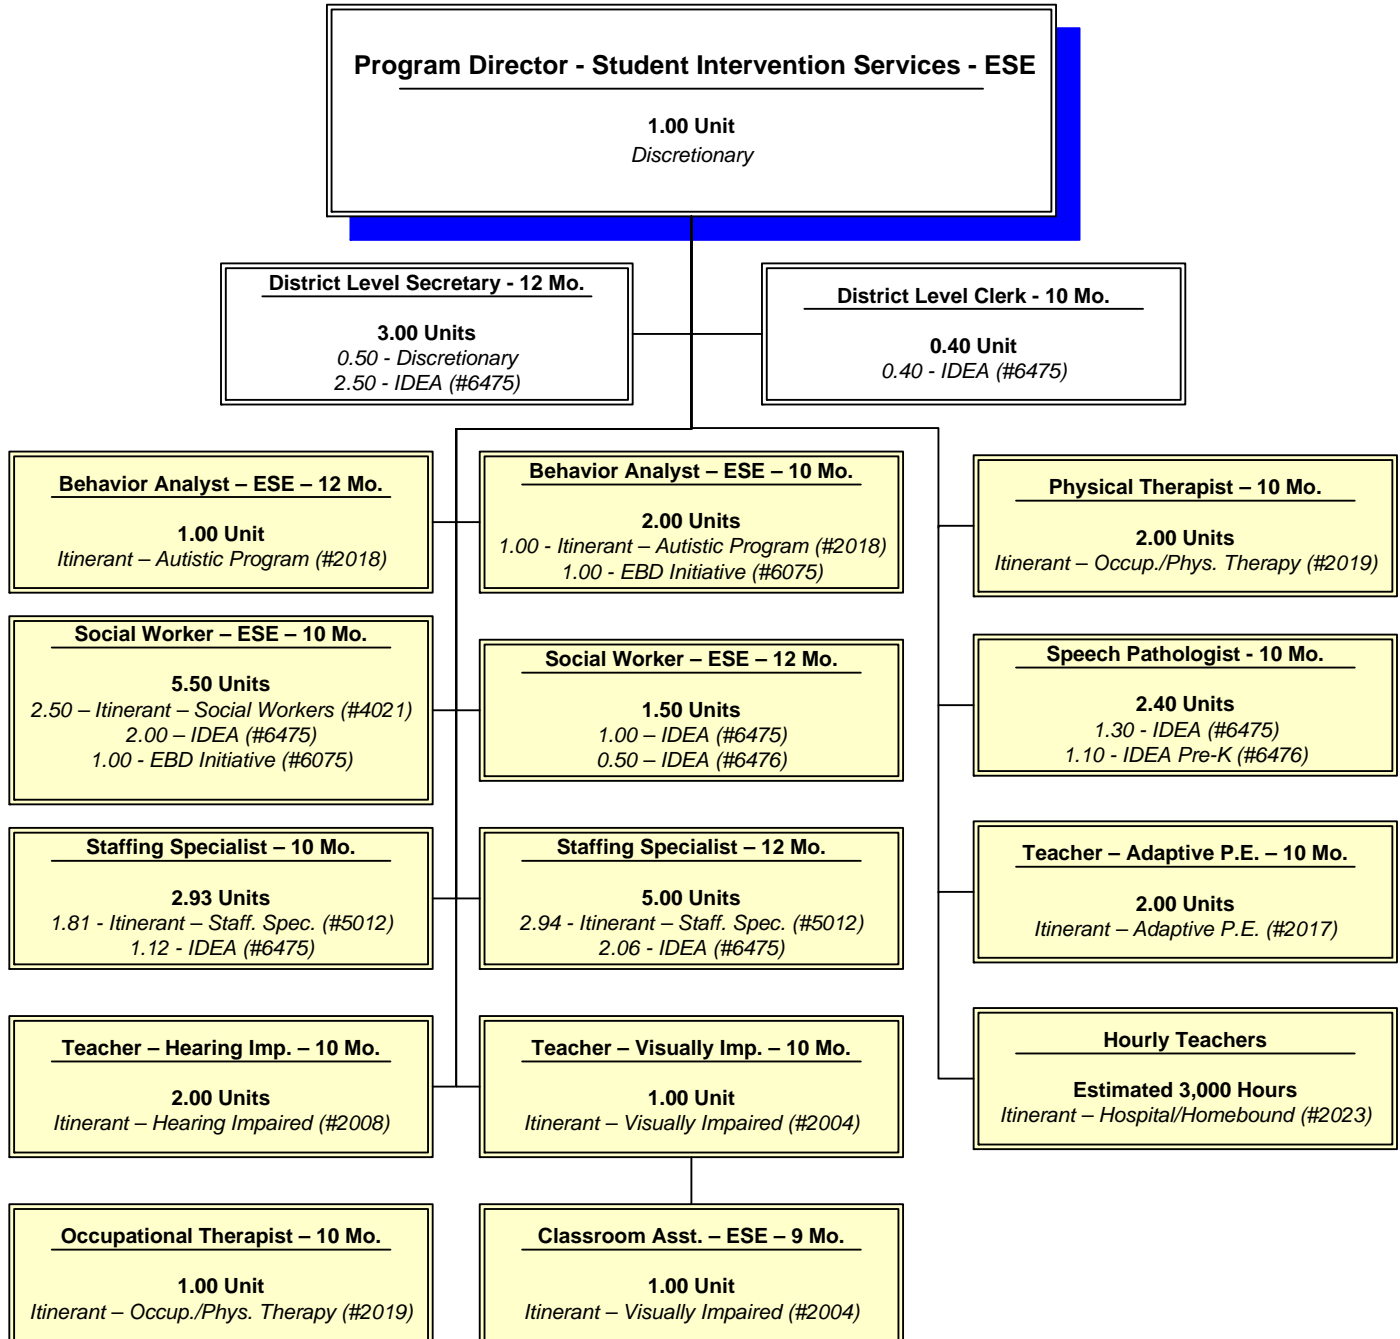 Program Director - Student Intervention Services - ESE
1.00 Unit
Discretionary
District Level Secretary - 12 Mo.
3.00 Units
0.50 - Discretionary
2.50 - IDEA (#6475)
District Level Clerk - 10 Mo.
0.40 Unit
0.40 - IDEA (#6475)
Behavior Analyst – ESE – 12 Mo.
1.00 Unit
Itinerant – Autistic Program (#2018)
Behavior Analyst – ESE – 10 Mo.
2.00 Units
1.00 - Itinerant – Autistic Program (#2018)
1.00 - EBD Initiative (#6075)
Physical Therapist – 10 Mo.
2.00 Units
Itinerant – Occup./Phys. Therapy (#2019)
Social Worker – ESE – 10 Mo.
5.50 Units
2.50 – Itinerant – Social Workers (#4021)
2.00 – IDEA (#6475)
1.00 - EBD Initiative (#6075)
Social Worker – ESE – 12 Mo.
1.50 Units
1.00 – IDEA (#6475)
0.50 – IDEA (#6476)
Speech Pathologist - 10 Mo.
2.40 Units
1.30 - IDEA (#6475)
1.10 - IDEA Pre-K (#6476)
Staffing Specialist – 10 Mo.
2.93 Units
1.81 - Itinerant – Staff. Spec. (#5012)
1.12 - IDEA (#6475)
Staffing Specialist – 12 Mo.
5.00 Units
2.94 - Itinerant – Staff. Spec. (#5012)
2.06 - IDEA (#6475)
Teacher – Adaptive P.E. – 10 Mo.
2.00 Units
Itinerant – Adaptive P.E. (#2017)
Teacher – Hearing Imp. – 10 Mo.
2.00 Units
Itinerant – Hearing Impaired (#2008)
Teacher – Visually Imp. – 10 Mo.
1.00 Unit
Itinerant – Visually Impaired (#2004)
Hourly Teachers
Estimated 3,000 Hours
Itinerant – Hospital/Homebound (#2023)
Occupational Therapist – 10 Mo.
1.00 Unit
Itinerant – Occup./Phys. Therapy (#2019)
Classroom Asst. – ESE – 9 Mo.
1.00 Unit
Itinerant – Visually Impaired (#2004)